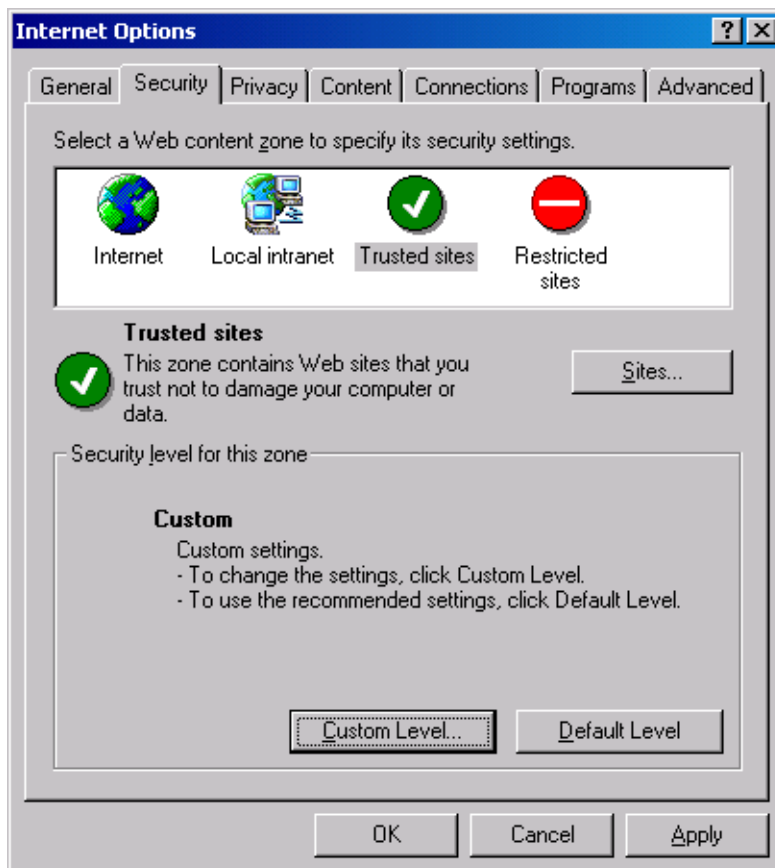 Internet Options
General Security Privacy Content Connections Programs Advanced
Select a Web content zone to specify its security settings.
Internet Local intranet Trusted sites Restricted
sites
Trusted sites
This zone contains Web sites that you
trust not to damage your computer or
data.
Sites...
Security level for this zone
Custom
Custom settings.
- To change the settings, click Custom Level.
- To use the recommended settings, click Default Level.
Custom Level... Default Level
OK Cancel Apply